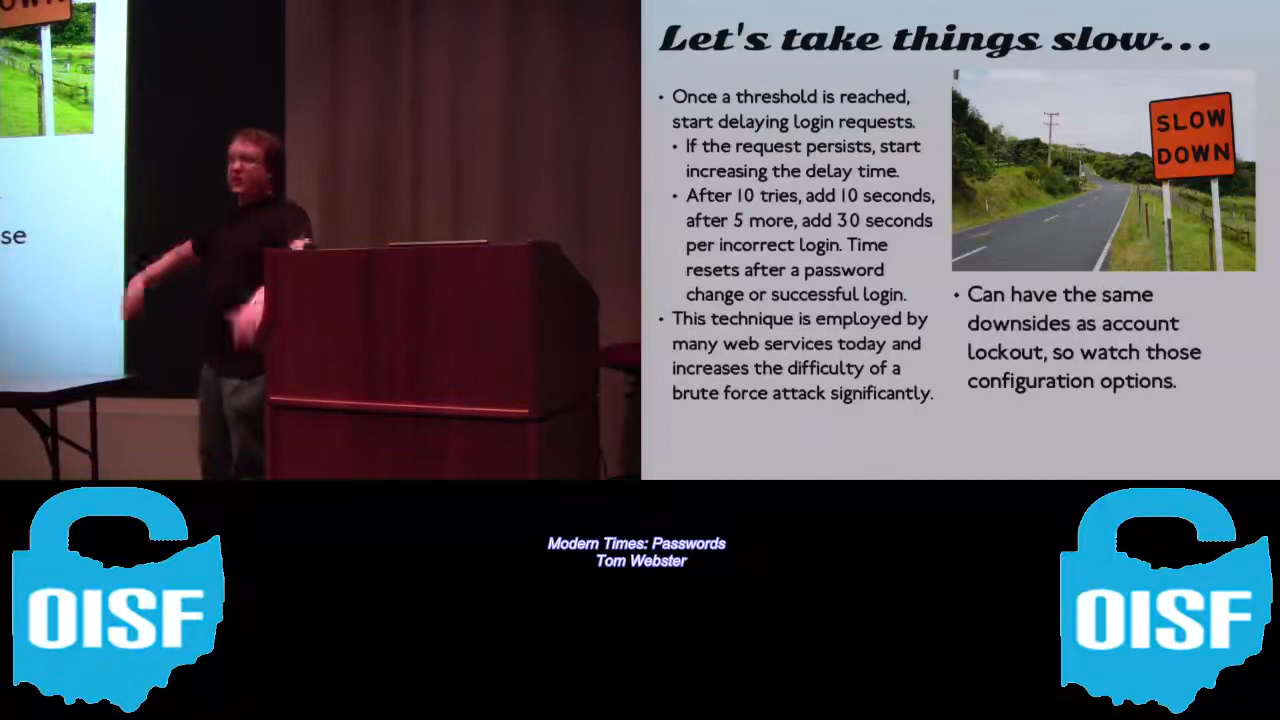 OWN
se
Let's take things slow...
• Once a threshold is reached,
start delaying login requests.
• If the request persists, start
increasing the delay time.
• After 10 tries, add 10 seconds,
after 5 more, add 30 seconds
per incorrect login. Time
resets after a password
change or successful login.
• This technique is employed by
many web services today and
increases the difficulty of a
brute force attack significantly.
SLOW
DOWN
• Can have the same
downsides as account
lockout, so watch those
configuration options.
Modern Times: Passwords
Tom Webster
OISF
OISF